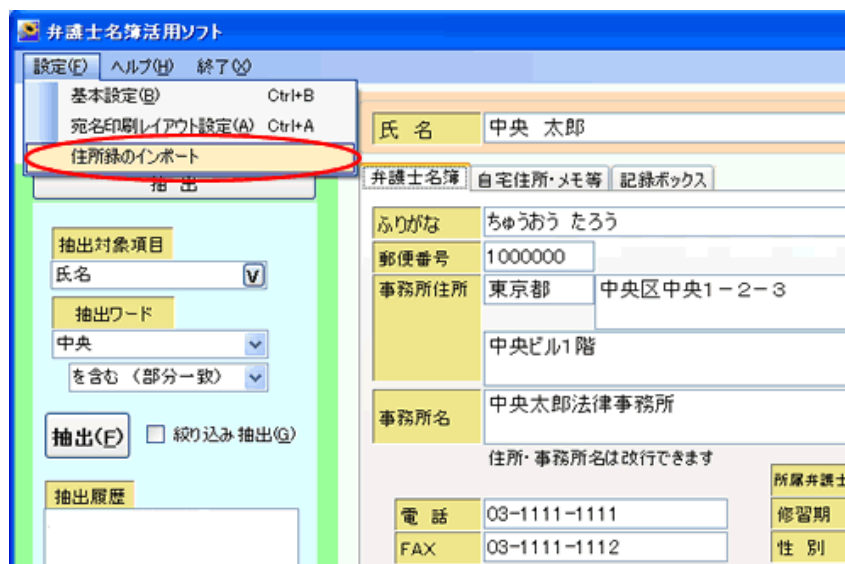 弁護士名簿活用ソフト
設定(F) ヘルプ(H) 終了(X)
基本設定(B) Ctrl+B
宛名印刷レイアウト設定(A) Ctrl+A
住所録のインポート
抽出
抽出対象項目
氏名
抽出ワード
中央
を含む（部分一致）
抽出(E)
絞り込み抽出(G)
抽出履歴
氏 名 中央 太郎
弁護士名簿 自宅住所・メモ等 記録ボックス
ふりがな ちゅうおう たろう
郵便番号 1000000
事務所住所 東京都 中央区中央1－2－3
中央ビル1階
事務所名 中央太郎法律事務所
住所・事務所名は改行できます
所属弁護士
電 話 03-1111-1111 修習期
FAX 03-1111-1112 性 別